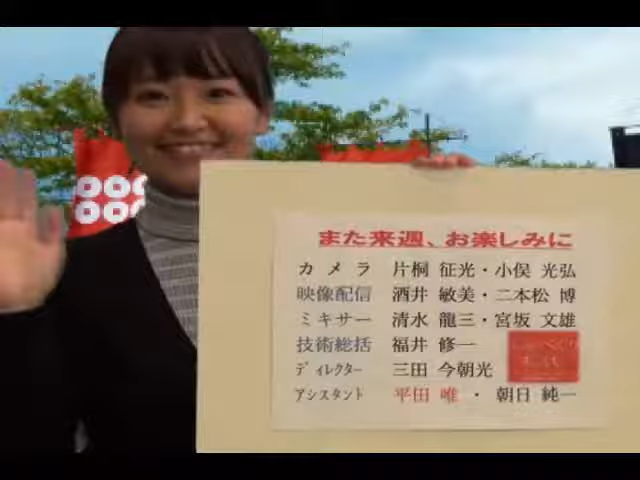 また来週、お楽しみに
カメラ 片桐 征光・小俣 光弘
映像配信 酒井 敏美・二本松 博
ミキサー 清水 龍三・宮坂 文雄
技術総括 福井 修一
ディレクター 三田 今朝光
アシスタント 平田 唯 ・ 朝日 純一